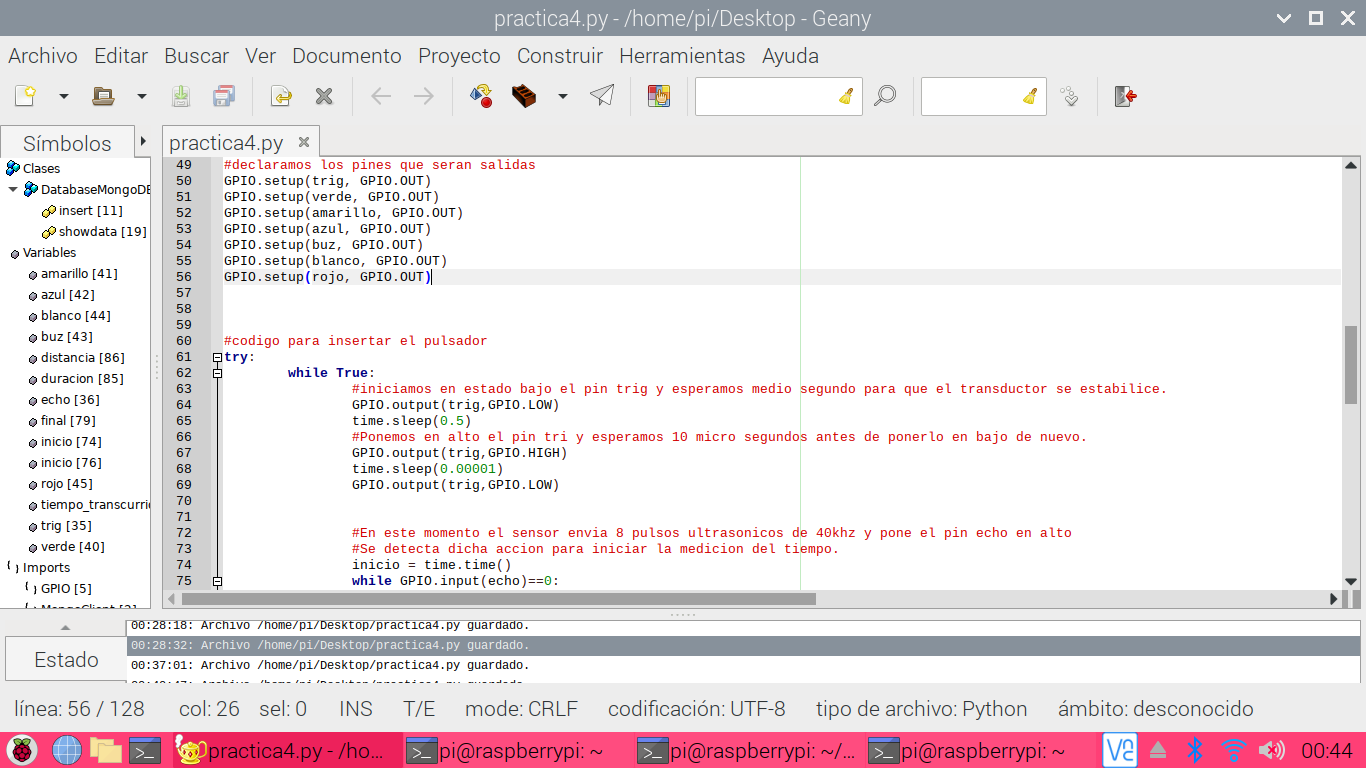 practica4.py - /home/pi/Desktop - Geany
Archivo Editar Buscar Ver Documento Proyecto Construir Herramientas Ayuda
Símbolos
practica4.py
Clases
DatabaseMongoDB
insert [11]
showdata [19]
Variables
amarillo [41]
azul [42]
blanco [44]
buz [43]
distancia [86]
duracion [85]
echo [36]
final [79]
inicio [74]
inicio [76]
rojo [45]
tiempo_transcurri
trig [35]
verde [40]
Imports
GPIO [5]
MongoClient [2]
49 #declaramos los pines que seran salidas
50 GPIO.setup(trig, GPIO.OUT)
51 GPIO.setup(verde, GPIO.OUT)
52 GPIO.setup(amarillo, GPIO.OUT)
53 GPIO.setup(azul, GPIO.OUT)
54 GPIO.setup(buz, GPIO.OUT)
55 GPIO.setup(blanco, GPIO.OUT)
56 GPIO.setup(rojo, GPIO.OUT)
57
58
59
60 #codigo para insertar el pulsador
61 try:
62 while True:
63 #iniciamos en estado bajo el pin trig y esperamos medio segundo para que el transductor se estabilice.
64 GPIO.output(trig,GPIO.LOW)
65 time.sleep(0.5)
66 #Ponemos en alto el pin tri y esperamos 10 micro segundos antes de ponerlo en bajo de nuevo.
67 GPIO.output(trig,GPIO.HIGH)
68 time.sleep(0.00001)
69 GPIO.output(trig,GPIO.LOW)
70
71
72 #En este momento el sensor envia 8 pulsos ultrasonicos de 40khz y pone el pin echo en alto
73 #Se detecta dicha accion para iniciar la medicion del tiempo.
74 inicio = time.time()
75 while GPIO.input(echo)==0:
Estado
00:28:18: Archivo /home/pi/Desktop/practica4.py guardado.
00:28:32: Archivo /home/pi/Desktop/practica4.py guardado.
00:37:01: Archivo /home/pi/Desktop/practica4.py guardado.
línea: 56 / 128 col: 26 sel: 0 INS T/E mode: CRLF codificación: UTF-8 tipo de archivo: Python ámbito: desconocido
practica4.py - /ho... pi@raspberrypi: ~ pi@raspberrypi: ~/... pi@raspberrypi: ~ 00:44